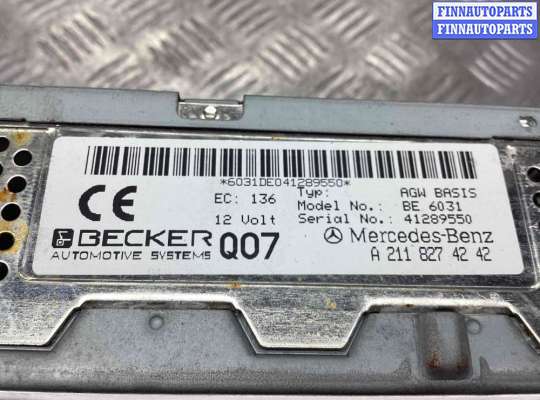 FINNAUTOPARTS
FINNAUTOPARTS
*6031DE041289550*
CE
EC: 136
12 Volt
Typ: AGW BASIS
Model No.: BE 6031
Serial No.: 41289550
BECKER
AUTOMOTIVE SYSTEMS
Q07
Mercedes-Benz
A 211 827 42 42